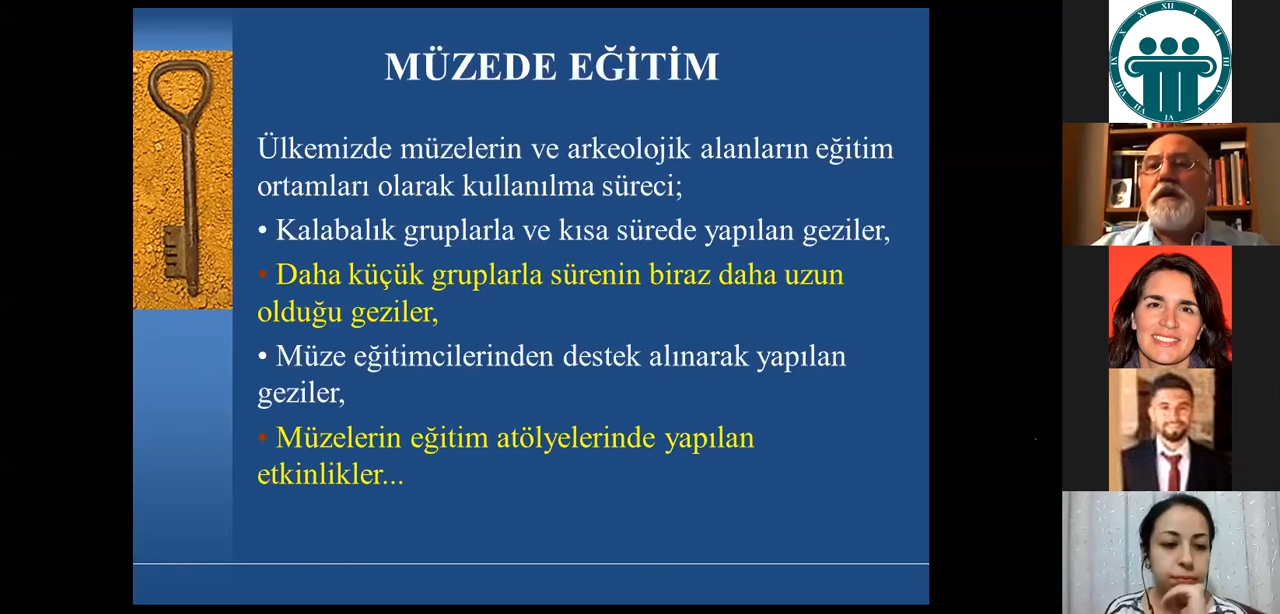 MÜZEDE EĞİTİM
Ülkemizde müzelerin ve arkeolojik alanların eğitim
ortamları olarak kullanılma süreci;
• Kalabalık gruplarla ve kısa sürede yapılan geziler,
• Daha küçük gruplarla sürenin biraz daha uzun
olduğu geziler,
• Müze eğitimcilerinden destek alınarak yapılan
geziler,
• Müzelerin eğitim atölyelerinde yapılan
etkinlikler...